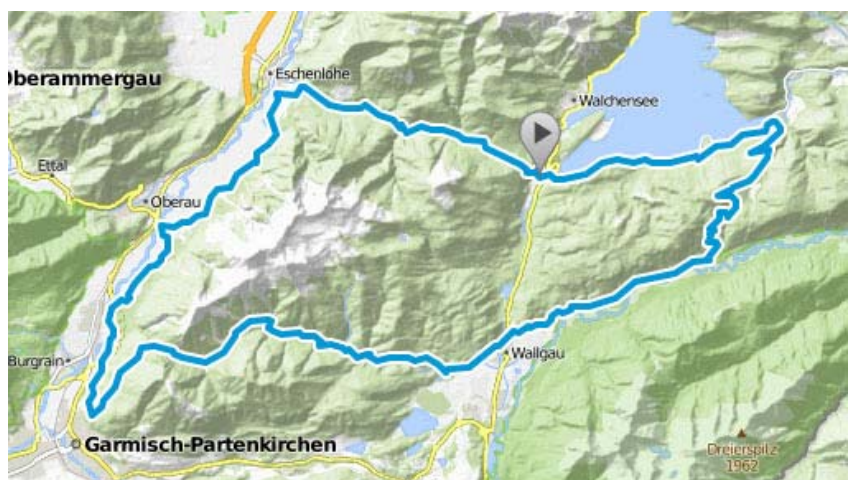 Eschenlohe
Oberammergau
Walchensee
Ettal
Oberau
Wallgau
Burgrain
Garmisch-Partenkirchen
Dreierspitz
1962